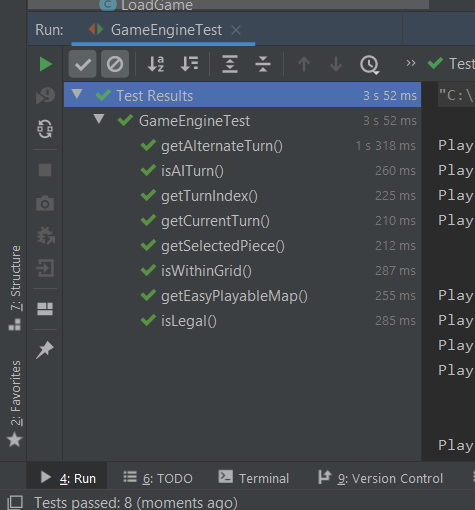 LoadGame
Run: GameEngineTest
Test
Test Results 3 s 52 ms
"C:\
GameEngineTest 3 s 52 ms
getAlternateTurn() 1 s 318 ms
Play
isAITurn() 260 ms
Play
getTurnIndex() 225 ms
Play
getCurrentTurn() 210 ms
Play
getSelectedPiece() 212 ms
isWithinGrid() 287 ms
getEasyPlayableMap() 255 ms
Play
isLegal() 285 ms
Play
Play
Play
Play
7: Structure
2: Favorites
4: Run 6: TODO Terminal 9: Version Control
Tests passed: 8 (moments ago)